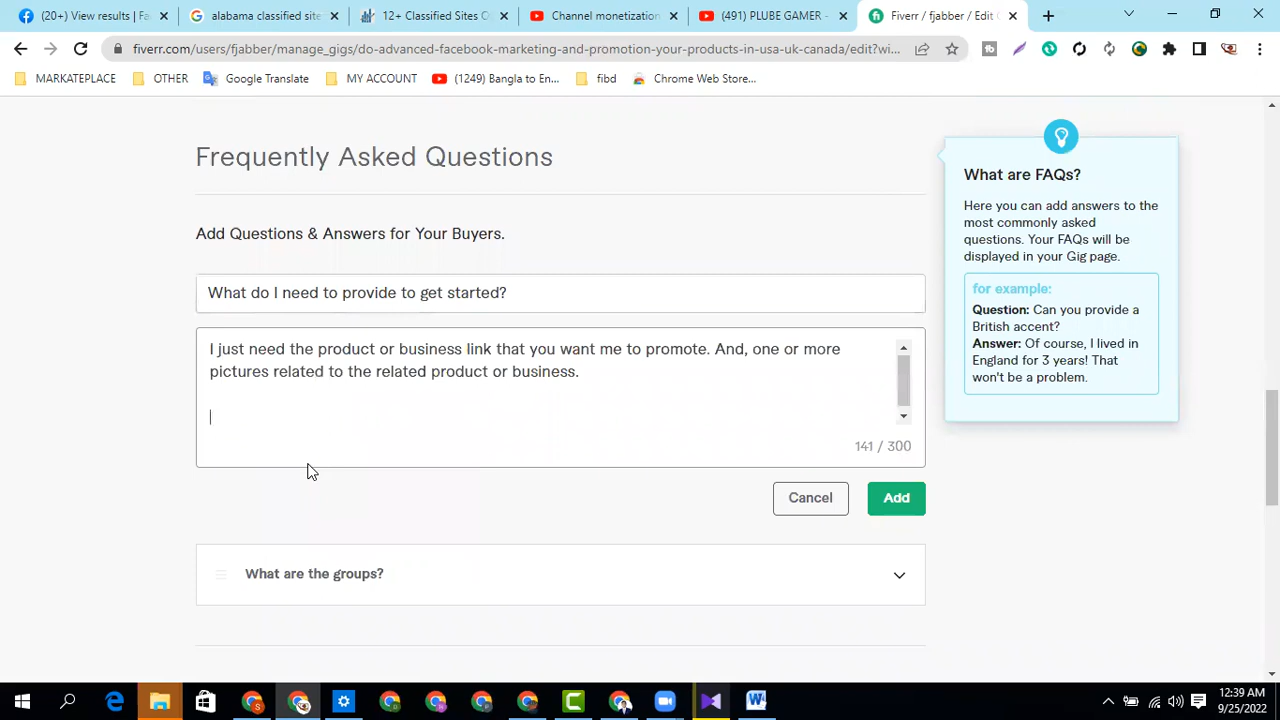 (20+) View results | Fa
alabama classified site
12+ Classified Sites O
Channel monetization
(491) PLUBE GAMER -
Fiverr / fjabber / Edit
fiverr.com/users/fjabber/manage_gigs/do-advanced-facebook-marketing-and-promotion-your-products-in-usa-uk-canada/edit?wi...
MARKATEPLACE
OTHER
Google Translate
MY ACCOUNT
(1249) Bangla to En...
fibd
Chrome Web Store...
Frequently Asked Questions
Add Questions & Answers for Your Buyers.
What do I need to provide to get started?
I just need the product or business link that you want me to promote. And, one or more
pictures related to the related product or business.
141 / 300
Cancel
Add
What are the groups?
What are FAQs?
Here you can add answers to the
most commonly asked
questions. Your FAQs will be
displayed in your Gig page.
for example:
Question: Can you provide a
British accent?
Answer: Of course, I lived in
England for 3 years! That
won't be a problem.
12:39 AM
9/25/2022